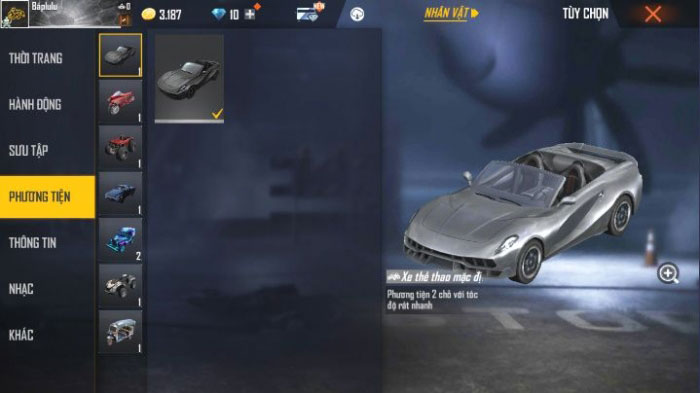 Báplulu
0
3.187
10
NHÂN VẬT
TÙY CHỌN
THỜI TRANG
1
HÀNH ĐỘNG
1
SƯU TẬP
1
PHƯƠNG TIỆN
1
THÔNG TIN
2
NHẠC
1
KHÁC
1
Xe thể thao mặc đị
Phương tiện 2 chỗ với tốc
độ rất nhanh